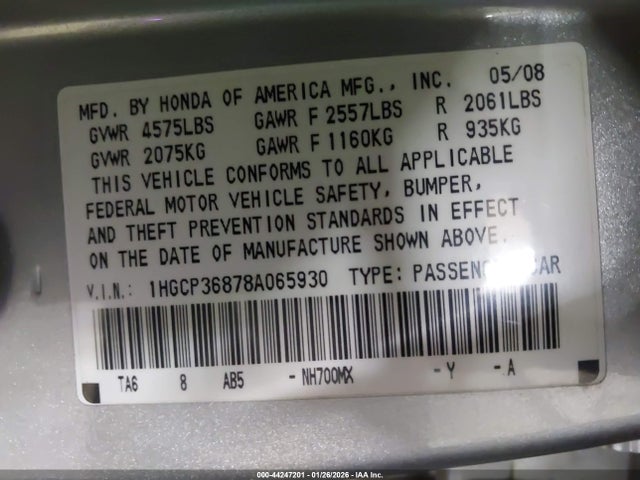 MFD. BY HONDA OF AMERICA MFG., INC. 05/08
GVWR 4575LBS GAWR F 2557LBS R 2061LBS
GVWR 2075KG GAWR F 1160KG R 935KG
THIS VEHICLE CONFORMS TO ALL APPLICABLE
FEDERAL MOTOR VEHICLE SAFETY, BUMPER,
AND THEFT PREVENTION STANDARDS IN EFFECT
ON THE DATE OF MANUFACTURE SHOWN ABOVE.
V.I.N.: 1HGCP36878A065930 TYPE: PASSENGER CAR
TA6 8 AB5 - NH700MX - Y - A
000-44247201 - 01/26/2026 - IAA Inc.